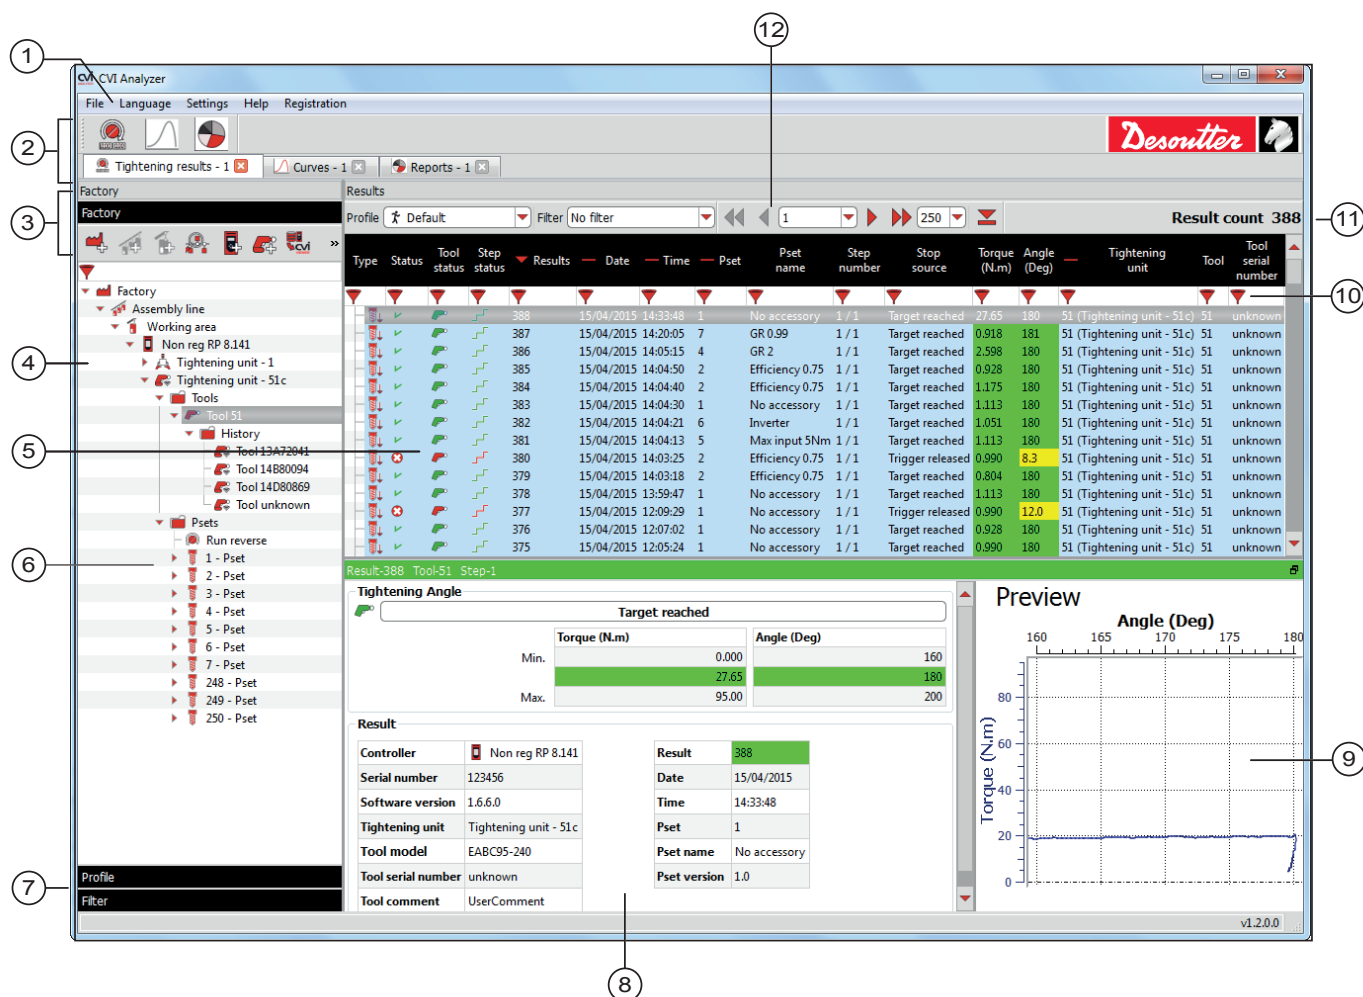 12
1
CVI CVI Analyzer
File Language Settings Help Registration
2
Desoutter
Tightening results - 1 Curves - 1 Reports - 1
Factory
Results
3
Factory
Profile Default Filter No filter 1 250 Result count 388
11
CVI »
Type Status Tool status Step status Results Date Time Pset Pset name Step number Stop source Torque (N.m) Angle (Deg) Tightening unit Tool Tool serial number
10
388 15/04/2015 14:33:48 1 No accessory 1 / 1 Target reached 27.65 180 51 (Tightening unit - 51c) 51 unknown
387 15/04/2015 14:20:05 7 GR 0.99 1 / 1 Target reached 0.918 181 51 (Tightening unit - 51c) 51 unknown
386 15/04/2015 14:05:15 4 GR 2 1 / 1 Target reached 2.598 180 51 (Tightening unit - 51c) 51 unknown
385 15/04/2015 14:04:50 2 Efficiency 0.75 1 / 1 Target reached 0.928 180 51 (Tightening unit - 51c) 51 unknown
384 15/04/2015 14:04:40 2 Efficiency 0.75 1 / 1 Target reached 1.175 180 51 (Tightening unit - 51c) 51 unknown
383 15/04/2015 14:04:30 1 No accessory 1 / 1 Target reached 1.113 180 51 (Tightening unit - 51c) 51 unknown
382 15/04/2015 14:04:21 6 Inverter 1 / 1 Target reached 1.051 180 51 (Tightening unit - 51c) 51 unknown
381 15/04/2015 14:04:13 5 Max input 5Nm 1 / 1 Target reached 1.113 180 51 (Tightening unit - 51c) 51 unknown
380 15/04/2015 14:03:25 2 Efficiency 0.75 1 / 1 Trigger released 0.990 8.3 51 (Tightening unit - 51c) 51 unknown
379 15/04/2015 14:03:18 2 Efficiency 0.75 1 / 1 Target reached 0.804 180 51 (Tightening unit - 51c) 51 unknown
378 15/04/2015 13:59:47 1 No accessory 1 / 1 Target reached 1.113 180 51 (Tightening unit - 51c) 51 unknown
377 15/04/2015 12:09:29 1 No accessory 1 / 1 Trigger released 0.990 12.0 51 (Tightening unit - 51c) 51 unknown
376 15/04/2015 12:07:02 1 No accessory 1 / 1 Target reached 0.928 180 51 (Tightening unit - 51c) 51 unknown
375 15/04/2015 12:05:24 1 No accessory 1 / 1 Target reached 0.990 180 51 (Tightening unit - 51c) 51 unknown
Factory
Assembly line
Working area
Non reg RP 8.141
4
Tightening unit - 1
Tightening unit - 51c
Tools
Tool 51
History
5
Tool 13A72041
Tool 14B80094
Tool 14D80869
Tool unknown
Psets
Run reverse
6
1 - Pset
2 - Pset
3 - Pset
4 - Pset
5 - Pset
6 - Pset
7 - Pset
248 - Pset
249 - Pset
250 - Pset
Profile
7
Filter
Result-388 Tool-51 Step-1
Tightening Angle
Target reached
Torque (N.m) Angle (Deg)
Min. 0.000 160
27.65 180
Max. 95.00 200
Result
Controller Non reg RP 8.141 Result 388
Serial number 123456 Date 15/04/2015
Software version 1.6.6.0 Time 14:33:48
Tightening unit Tightening unit - 51c Pset 1
Tool model EABC95-240 Pset name No accessory
Tool serial number unknown Pset version 1.0
Tool comment UserComment
8
Preview
Angle (Deg)
160 165 170 175 180
Torque (N.m)
80
60
40
20
0
9
v1.2.0.0